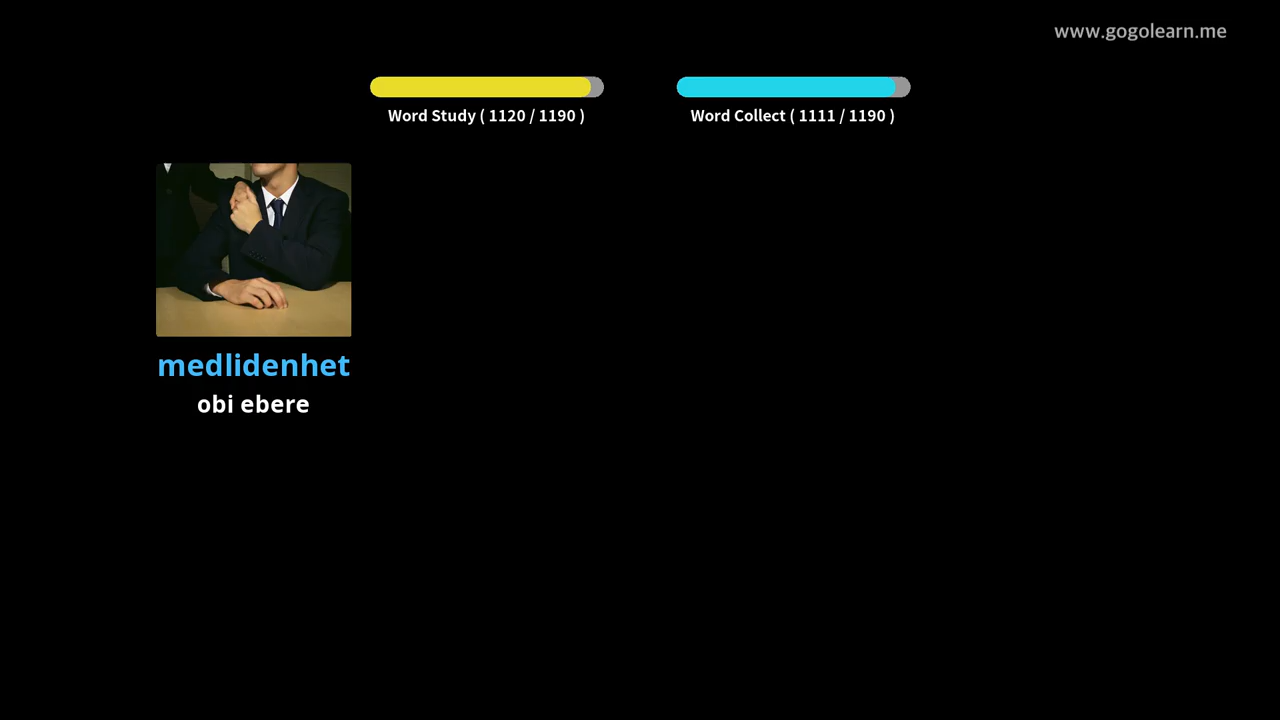 www.gogolearn.me
Word Study ( 1120 / 1190 )
Word Collect ( 1111 / 1190 )
medlidenhet
obi ebere